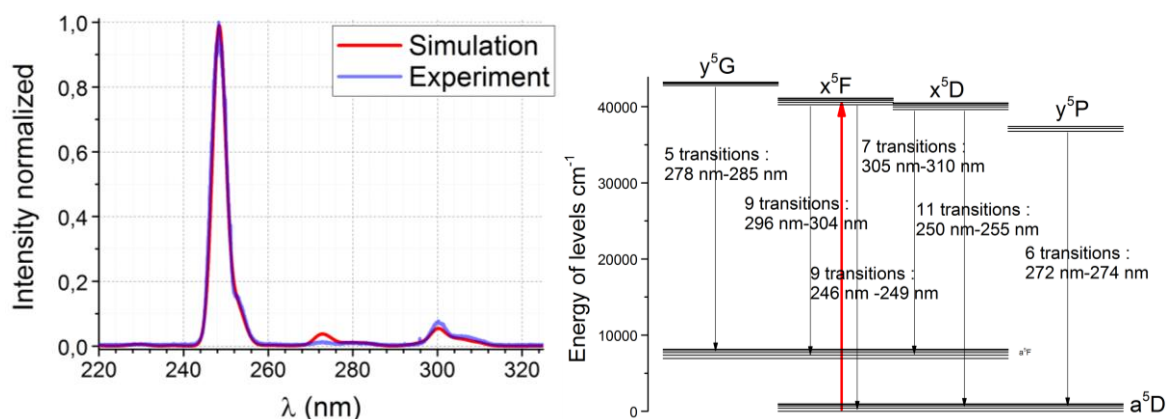 1,0
0,8
0,6
0,4
0,2
0,0
Intensity normalized
Simulation
Experiment
220 240 260 280 300 320
λ (nm)
Energy of levels cm⁻¹
40000
30000
20000
10000
0
y⁵G
x⁵F
x⁵D
y⁵P
5 transitions :
278 nm-285 nm
7 transitions :
305 nm-310 nm
9 transitions :
296 nm-304 nm
11 transitions :
250 nm-255 nm
9 transitions :
246 nm -249 nm
6 transitions :
272 nm-274 nm
a⁵F
a⁵D